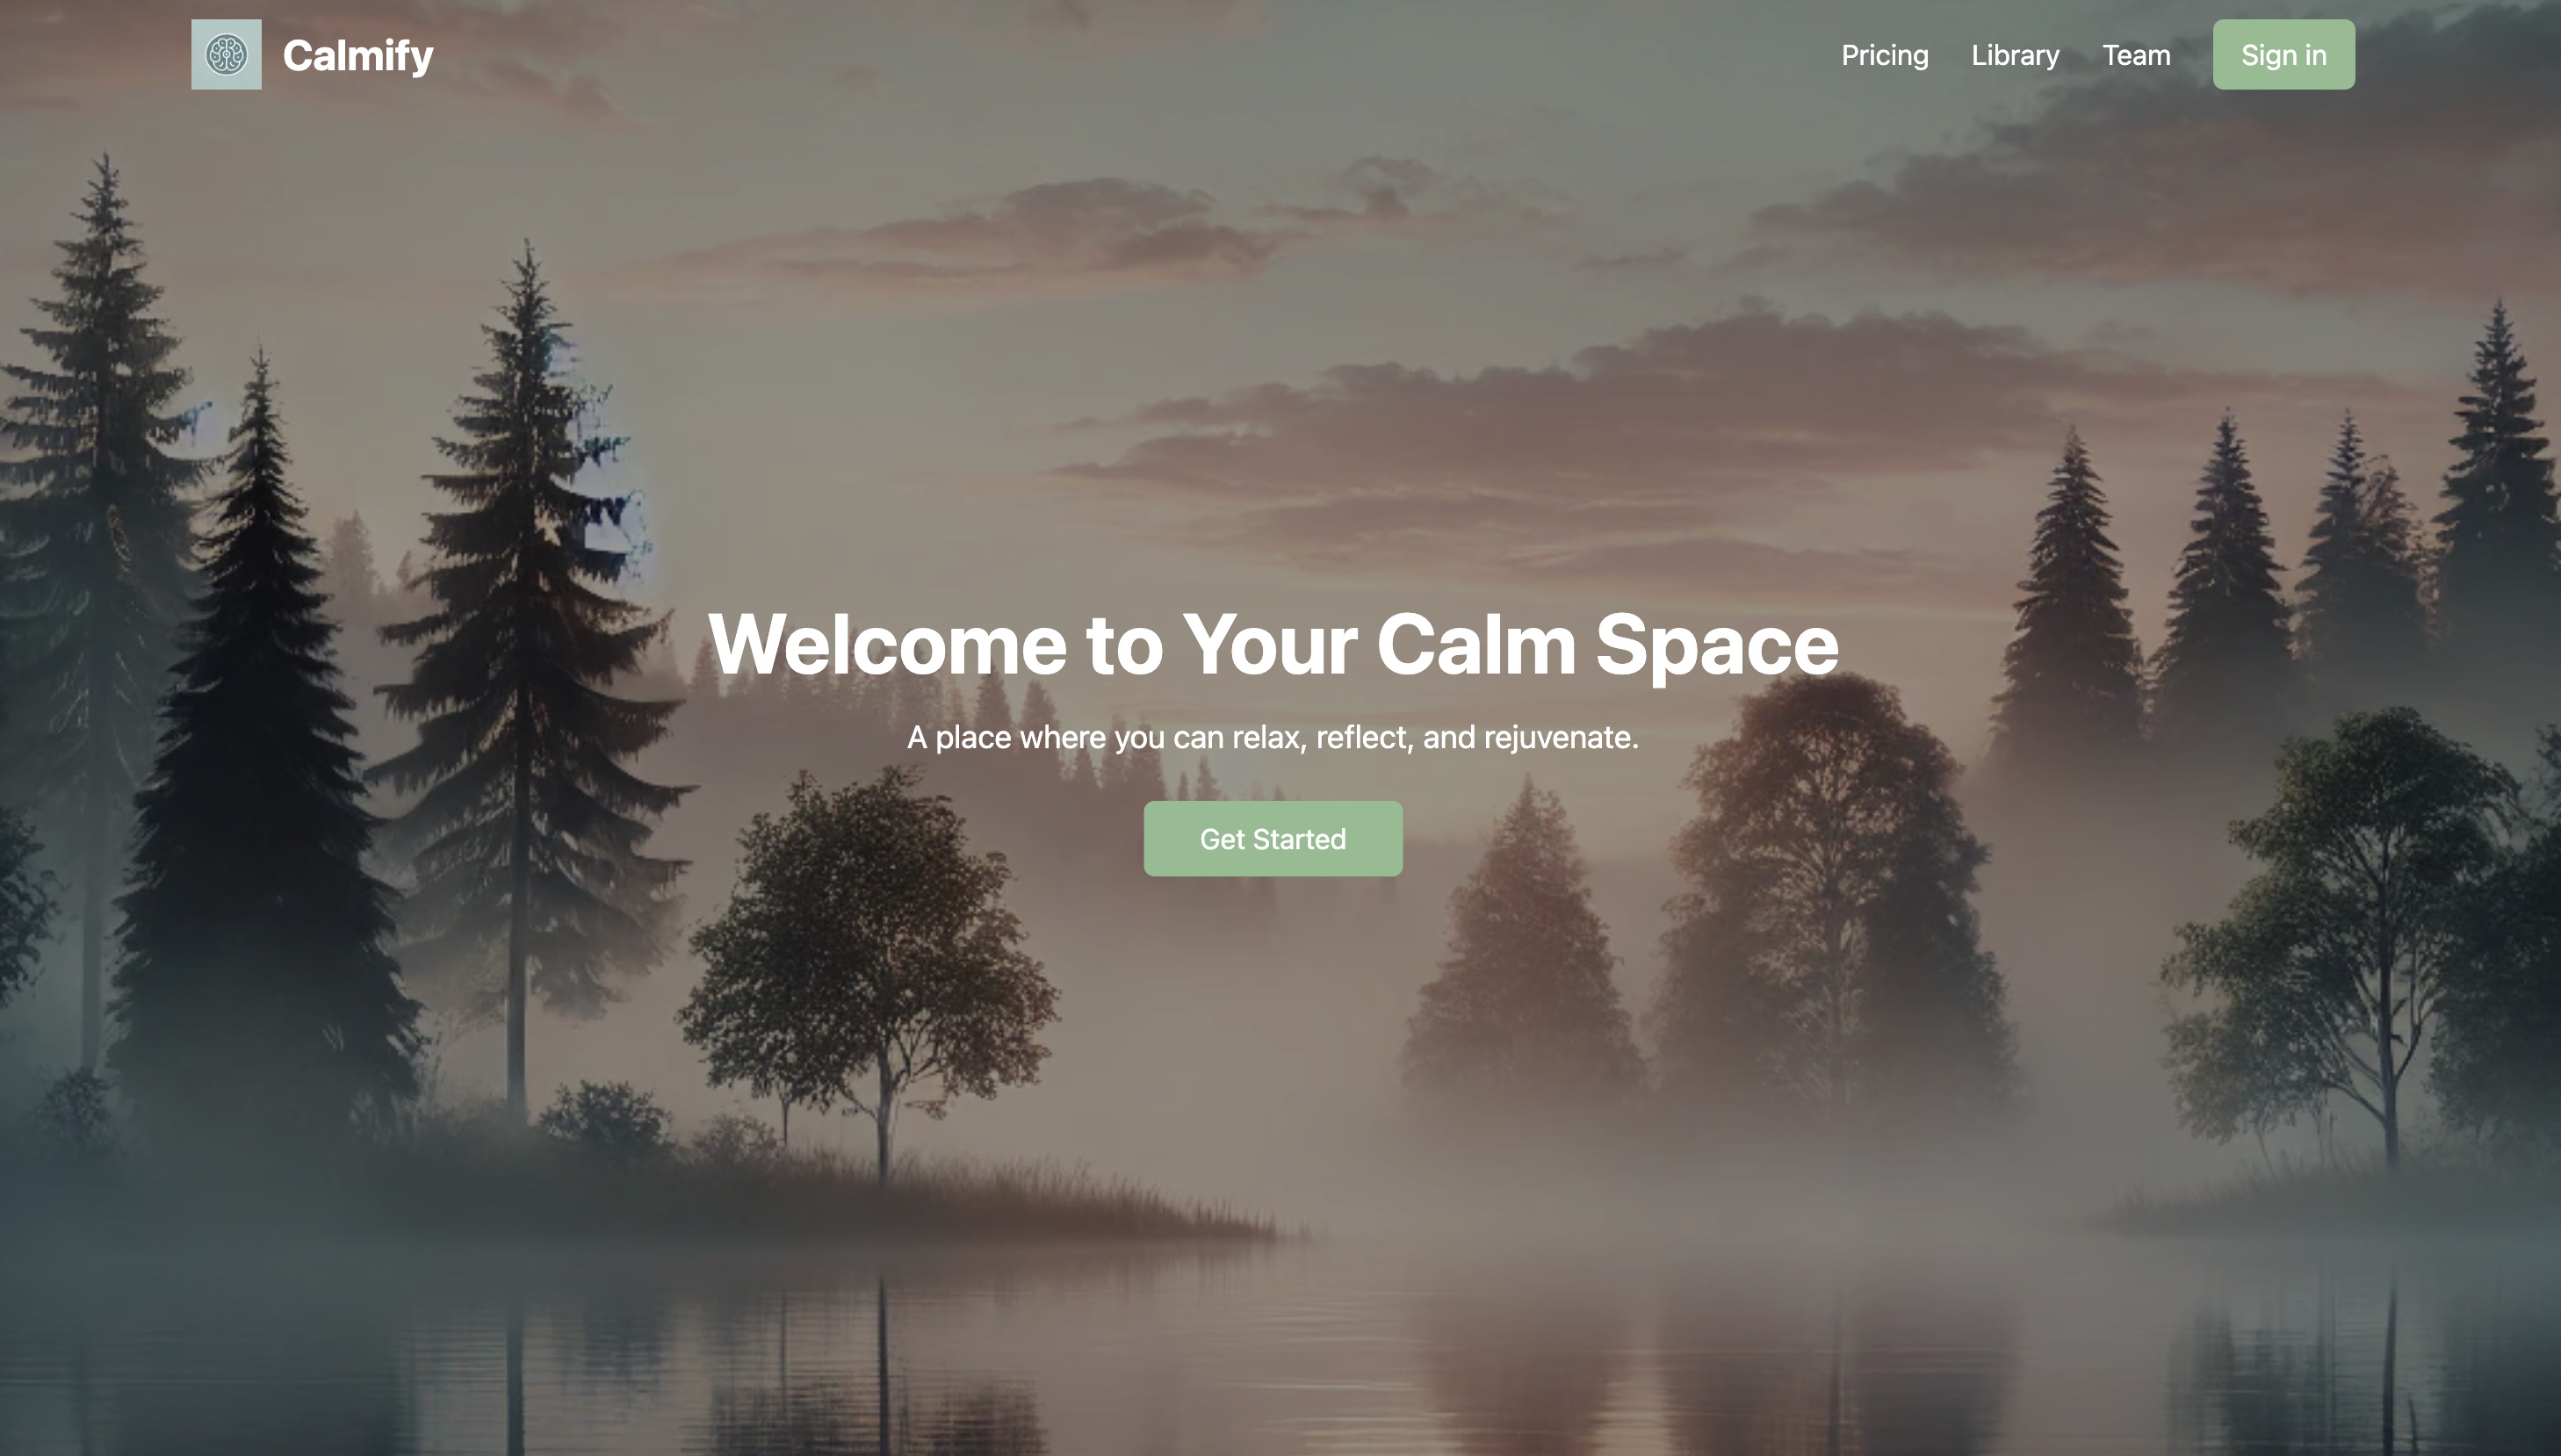 Calmify
Pricing Library Team Sign in
Welcome to Your Calm Space
A place where you can relax, reflect, and rejuvenate.
Get Started